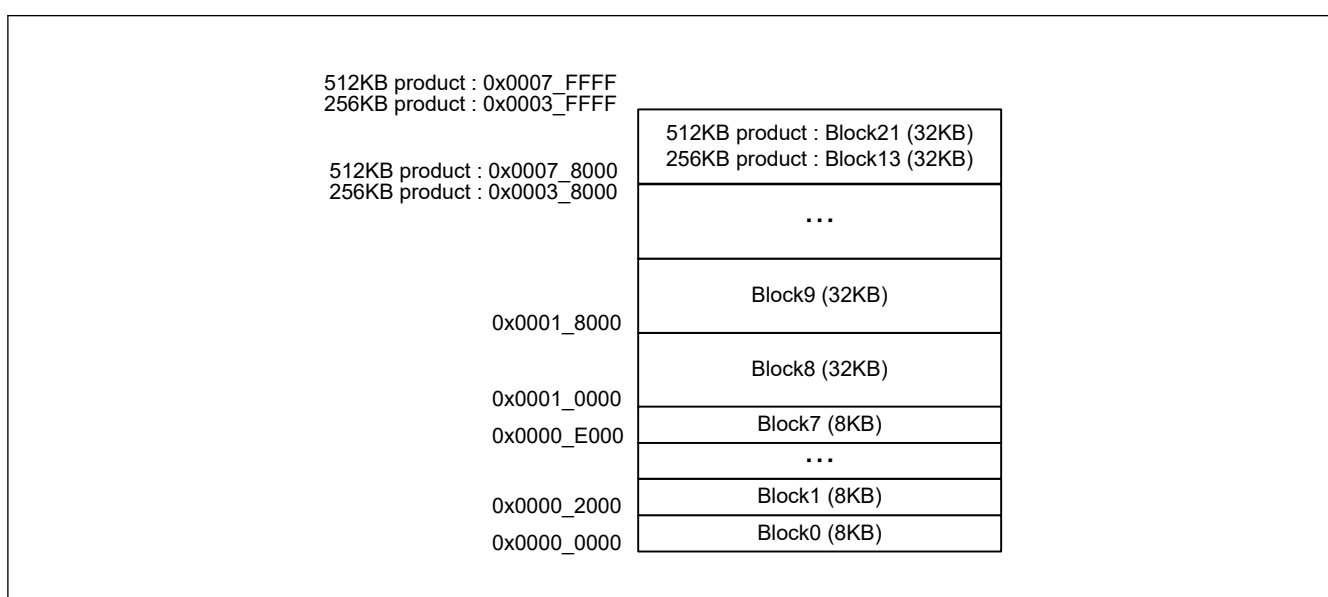 512KB product : 0x0007_FFFF
256KB product : 0x0003_FFFF
512KB product : Block21 (32KB)
256KB product : Block13 (32KB)
512KB product : 0x0007_8000
256KB product : 0x0003_8000
...
Block9 (32KB)
0x0001_8000
Block8 (32KB)
0x0001_0000
Block7 (8KB)
0x0000_E000
...
Block1 (8KB)
0x0000_2000
Block0 (8KB)
0x0000_0000